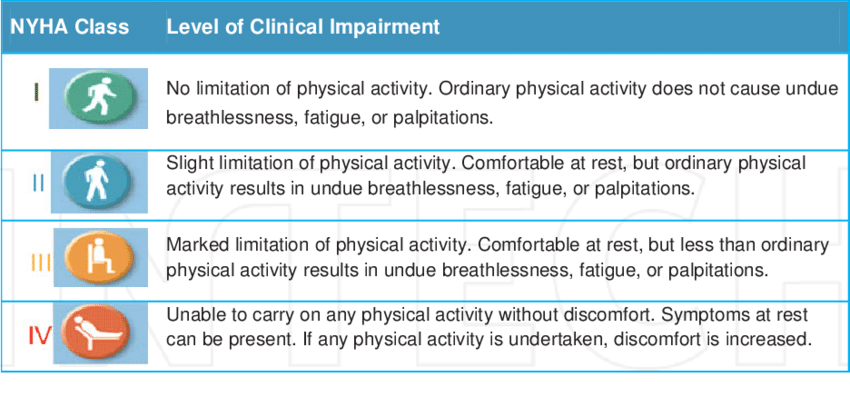 NYHA Class Level of Clinical Impairment
I No limitation of physical activity. Ordinary physical activity does not cause undue
breathlessness, fatigue, or palpitations.
II Slight limitation of physical activity. Comfortable at rest, but ordinary physical
activity results in undue breathlessness, fatigue, or palpitations.
III Marked limitation of physical activity. Comfortable at rest, but less than ordinary
physical activity results in undue breathlessness, fatigue, or palpitations.
IV Unable to carry on any physical activity without discomfort. Symptoms at rest
can be present. If any physical activity is undertaken, discomfort is increased.
INTECH